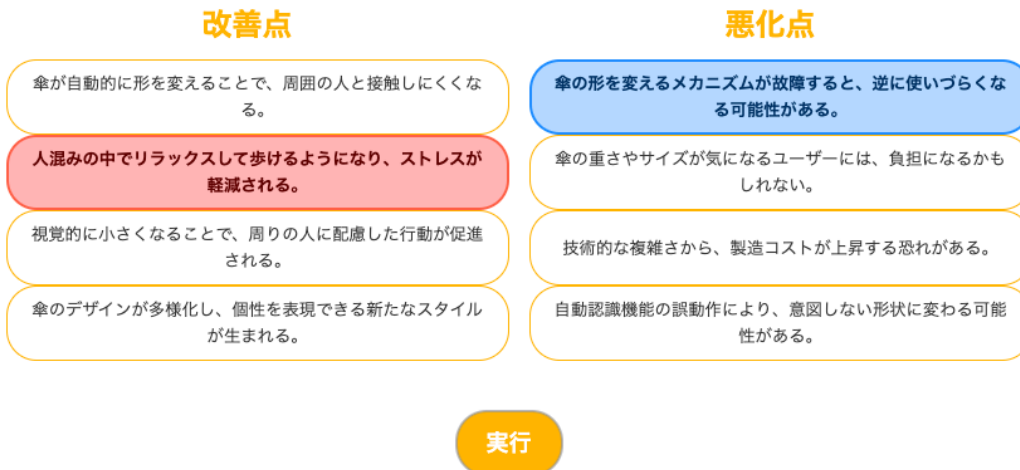 改善点
傘が自動的に形を変えることで、周囲の人と接触しにくくな
る。
人混みの中でリラックスして歩けるようになり、ストレスが
軽減される。
視覚的に小さくなることで、周りの人に配慮した行動が促進
される。
傘のデザインが多様化し、個性を表現できる新たなスタイル
が生まれる。
悪化点
傘の形を変えるメカニズムが故障すると、逆に使いづらくな
る可能性がある。
傘の重さやサイズが気になるユーザーには、負担になるかも
しれない。
技術的な複雑さから、製造コストが上昇する恐れがある。
自動認識機能の誤動作により、意図しない形状に変わる可能
性がある。
実行